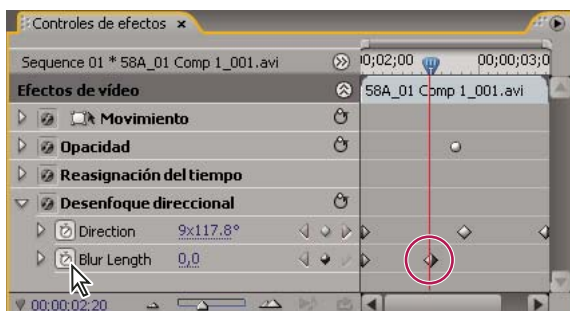 Controles de efectos ×
Sequence 01 * 58A_01 Comp 1_001.avi
0;02;00 00;00;03;0
Efectos de vídeo
58A_01 Comp 1_001.avi
Movimiento
Opacidad
Reasignación del tiempo
Desenfoque direccional
Direction 9x117.8°
Blur Length 0,0
00:00:02:20